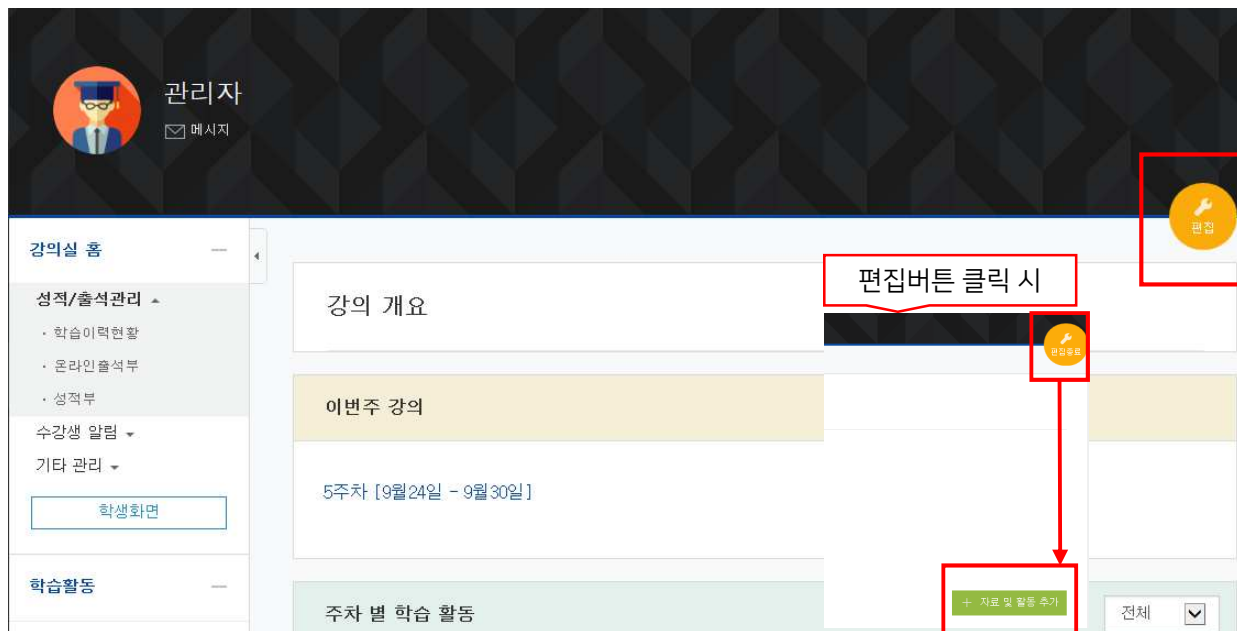 관리자
메시지
편집
강의실 홈
성적/출석관리
· 학습이력현황
· 온라인출석부
· 성적부
수강생 알림
기타 관리
학생화면
학습활동
강의 개요
편집버튼 클릭 시
편집종료
이번주 강의
5주차 [9월24일 - 9월30일]
주차 별 학습 활동
+ 자료 및 활동 추가
전체